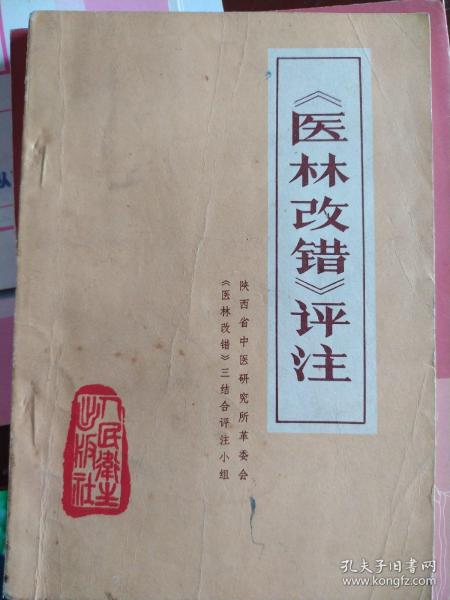 《医林改错》评注
陕西省中医研究所革委会
《医林改错》三结合评注小组
人民卫生
出版社
孔夫子旧书网
www.kongfz.com